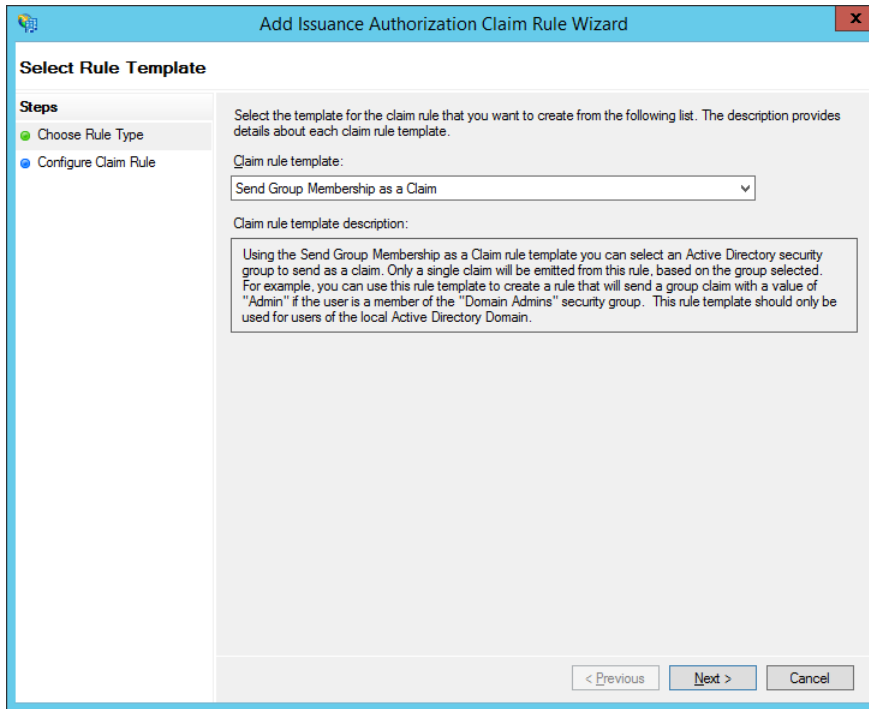 Add Issuance Authorization Claim Rule Wizard
x
Select Rule Template
Steps
Choose Rule Type
Configure Claim Rule
Select the template for the claim rule that you want to create from the following list. The description provides
details about each claim rule template.
Claim rule template:
Send Group Membership as a Claim
Claim rule template description:
Using the Send Group Membership as a Claim rule template you can select an Active Directory security
group to send as a claim. Only a single claim will be emitted from this rule, based on the group selected.
For example, you can use this rule template to create a rule that will send a group claim with a value of
"Admin" if the user is a member of the "Domain Admins" security group.  This rule template should only be
used for users of the local Active Directory Domain.
< Previous
Next >
Cancel